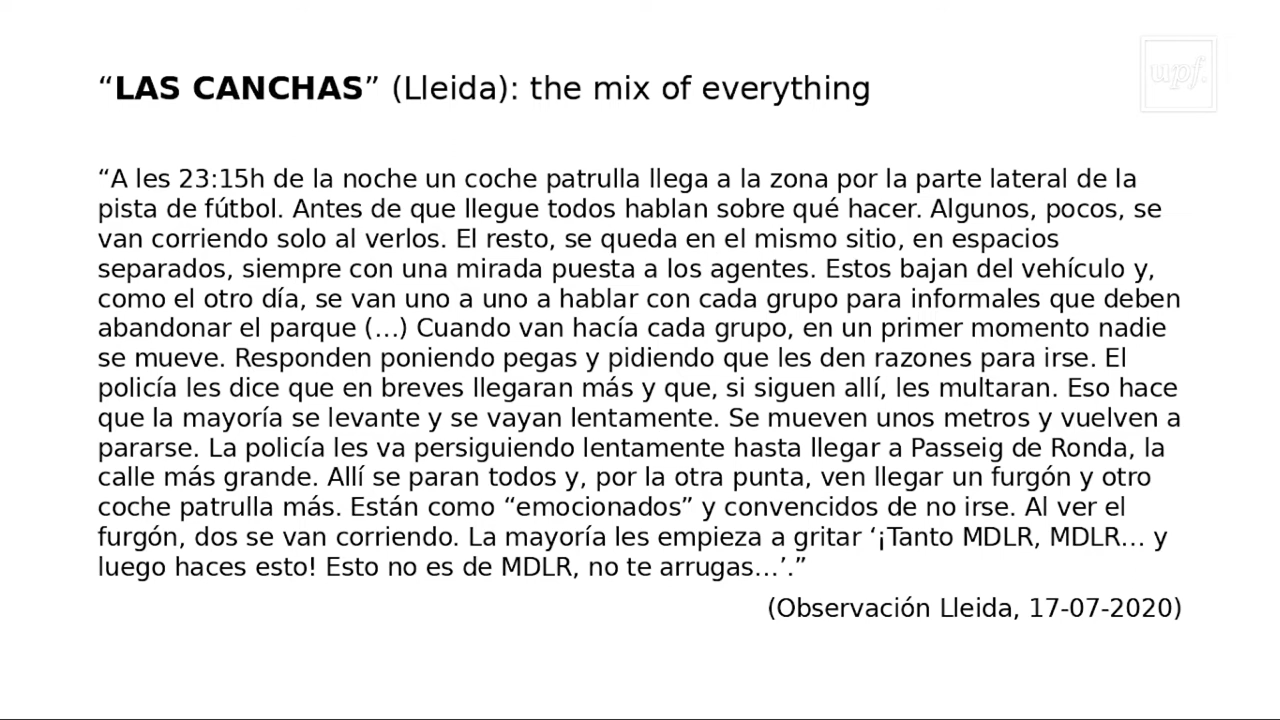 “LAS CANCHAS” (Lleida): the mix of everything
upf.
“A les 23:15h de la noche un coche patrulla llega a la zona por la parte lateral de la
pista de fútbol. Antes de que llegue todos hablan sobre qué hacer. Algunos, pocos, se
van corriendo solo al verlos. El resto, se queda en el mismo sitio, en espacios
separados, siempre con una mirada puesta a los agentes. Estos bajan del vehículo y,
como el otro día, se van uno a uno a hablar con cada grupo para informales que deben
abandonar el parque (...) Cuando van hacía cada grupo, en un primer momento nadie
se mueve. Responden poniendo pegas y pidiendo que les den razones para irse. El
policía les dice que en breves llegaran más y que, si siguen allí, les multaran. Eso hace
que la mayoría se levante y se vayan lentamente. Se mueven unos metros y vuelven a
pararse. La policía les va persiguiendo lentamente hasta llegar a Passeig de Ronda, la
calle más grande. Allí se paran todos y, por la otra punta, ven llegar un furgón y otro
coche patrulla más. Están como “emocionados” y convencidos de no irse. Al ver el
furgón, dos se van corriendo. La mayoría les empieza a gritar ‘¡Tanto MDLR, MDLR... y
luego haces esto! Esto no es de MDLR, no te arrugas...’.”
(Observación Lleida, 17-07-2020)